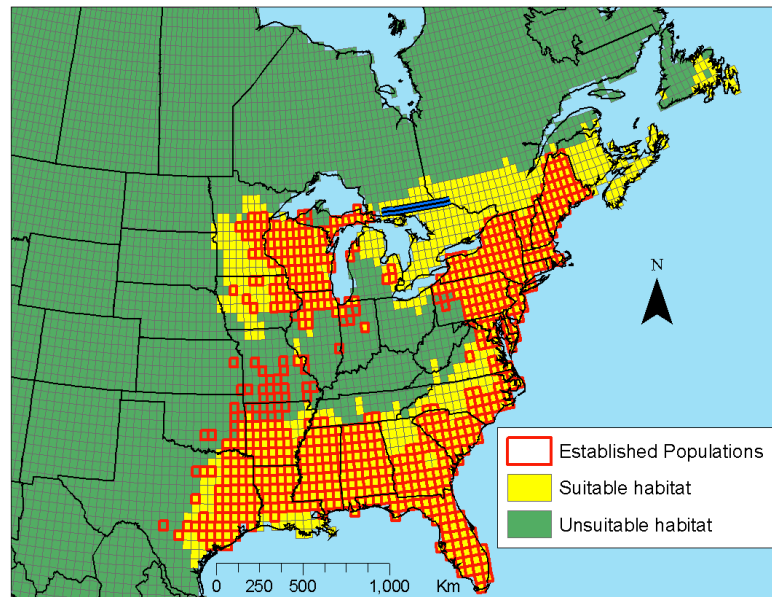 N
Established Populations
Suitable habitat
Unsuitable habitat
0 250 500 1,000 Km